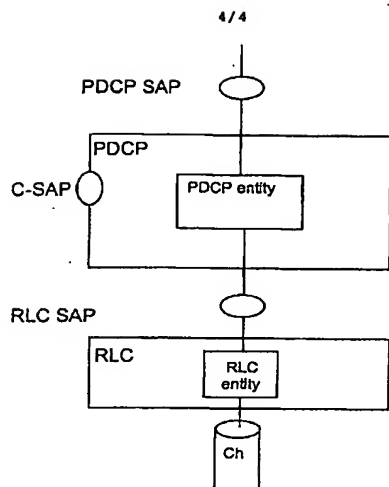 4/4
PDCP SAP
PDCP
C-SAP
PDCP entity
RLC SAP
RLC
RLC
entity
Ch